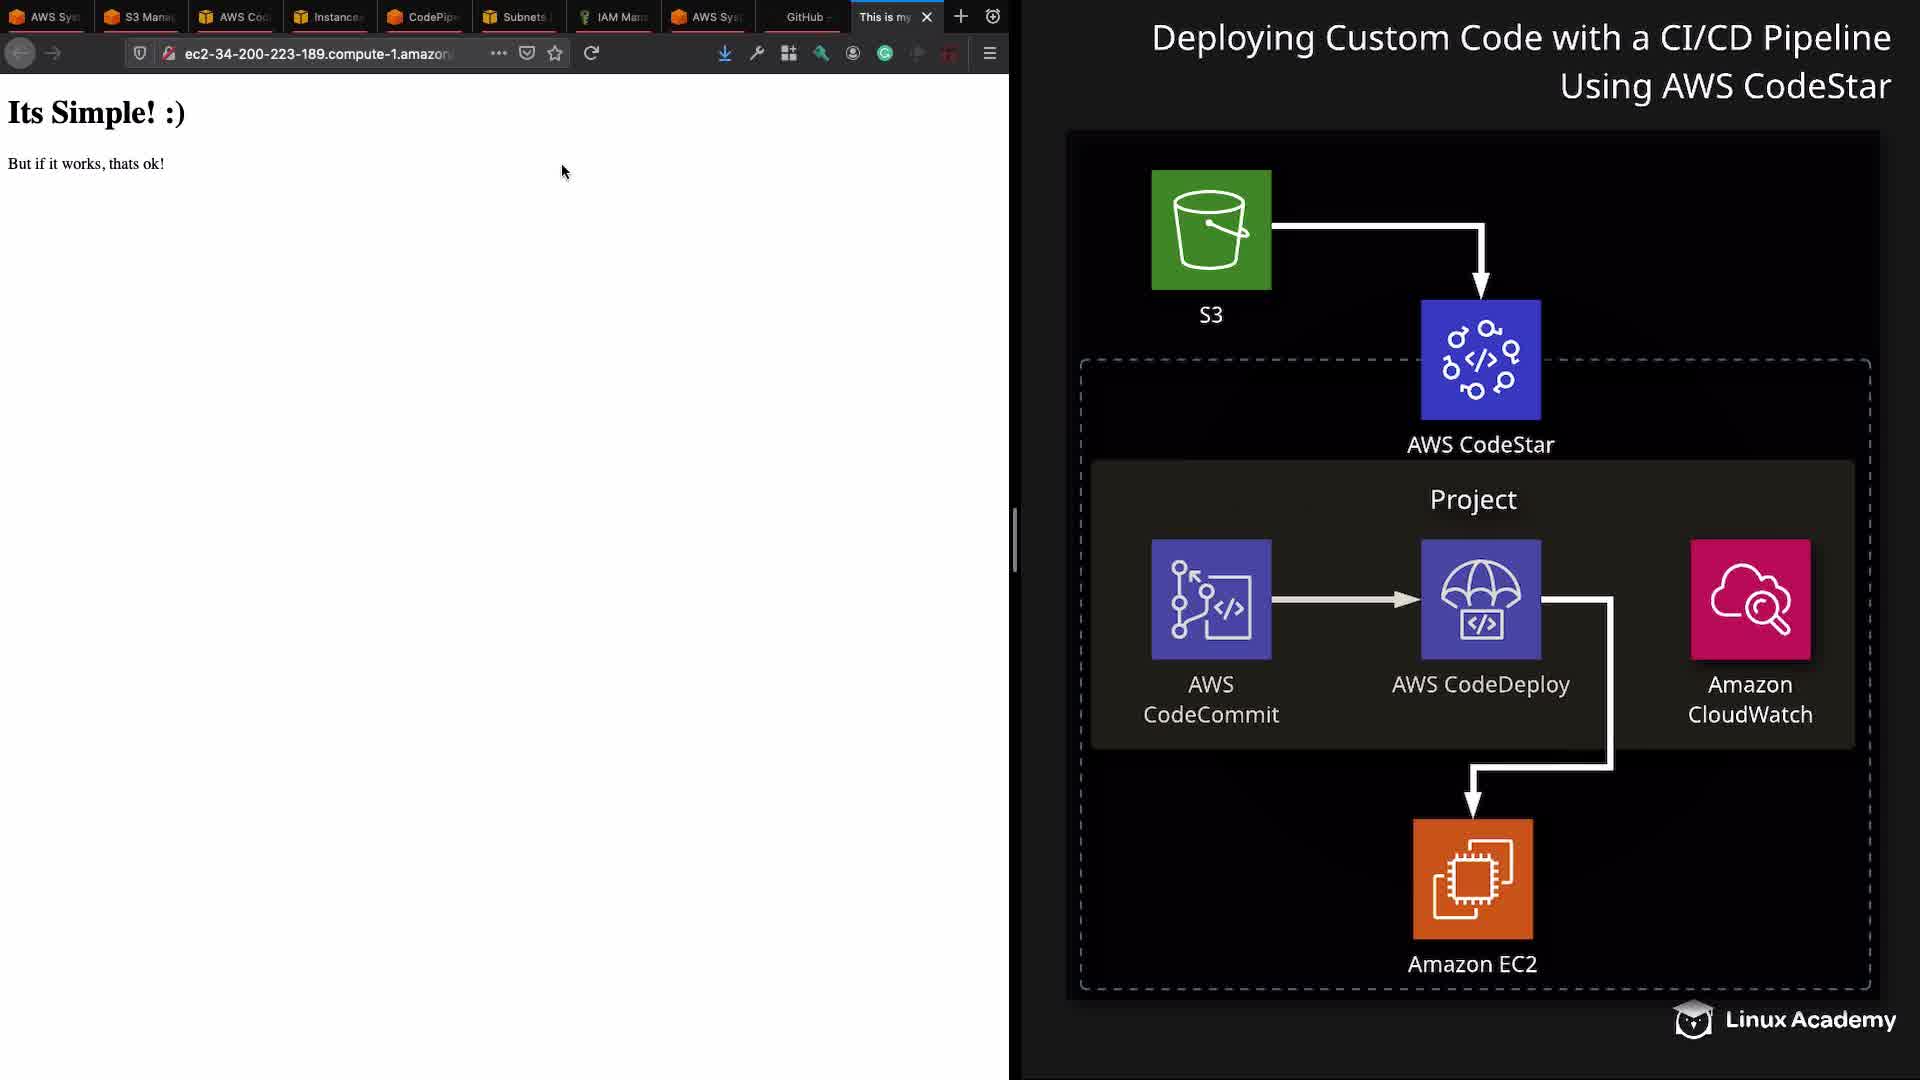 AWS Sys
S3 Mana
AWS Cod
Instance
CodePipe
Subnets
IAM Man
AWS Sys
GitHub
This is my
ec2-34-200-223-189.compute-1.amazon
Its Simple! :)
But if it works, thats ok!
Deploying Custom Code with a CI/CD Pipeline
Using AWS CodeStar
S3
AWS CodeStar
Project
AWS
CodeCommit
AWS CodeDeploy
Amazon
CloudWatch
Amazon EC2
Linux Academy